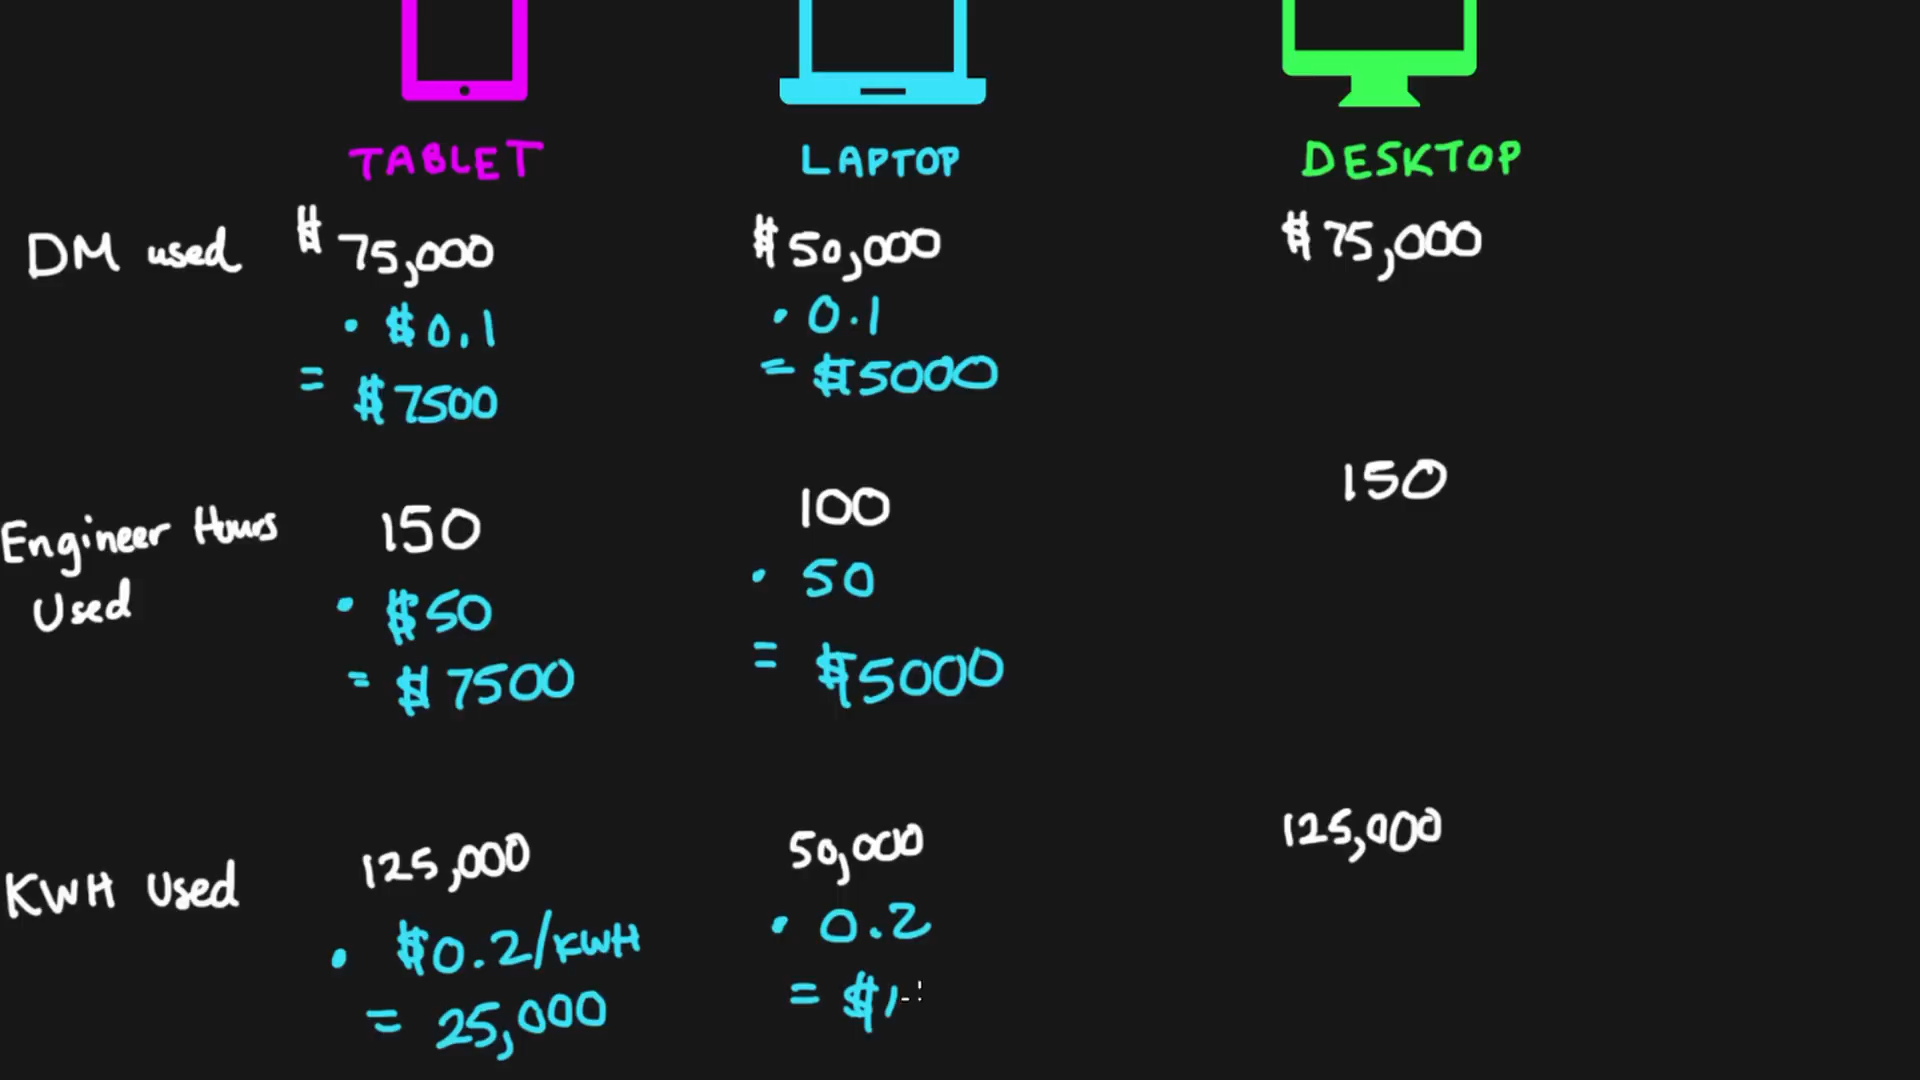 TABLET LAPTOP DESKTOP
DM used $75,000 $50,000 $75,000
• $0.1 • 0.1
= $7500 = $5000
Engineer Hours 150 100 150
Used • $50 • 50
= $7500 = $5000
KWH Used 125,000 50,000 125,000
• $0.2/KWH • 0.2
= 25,000 = $1